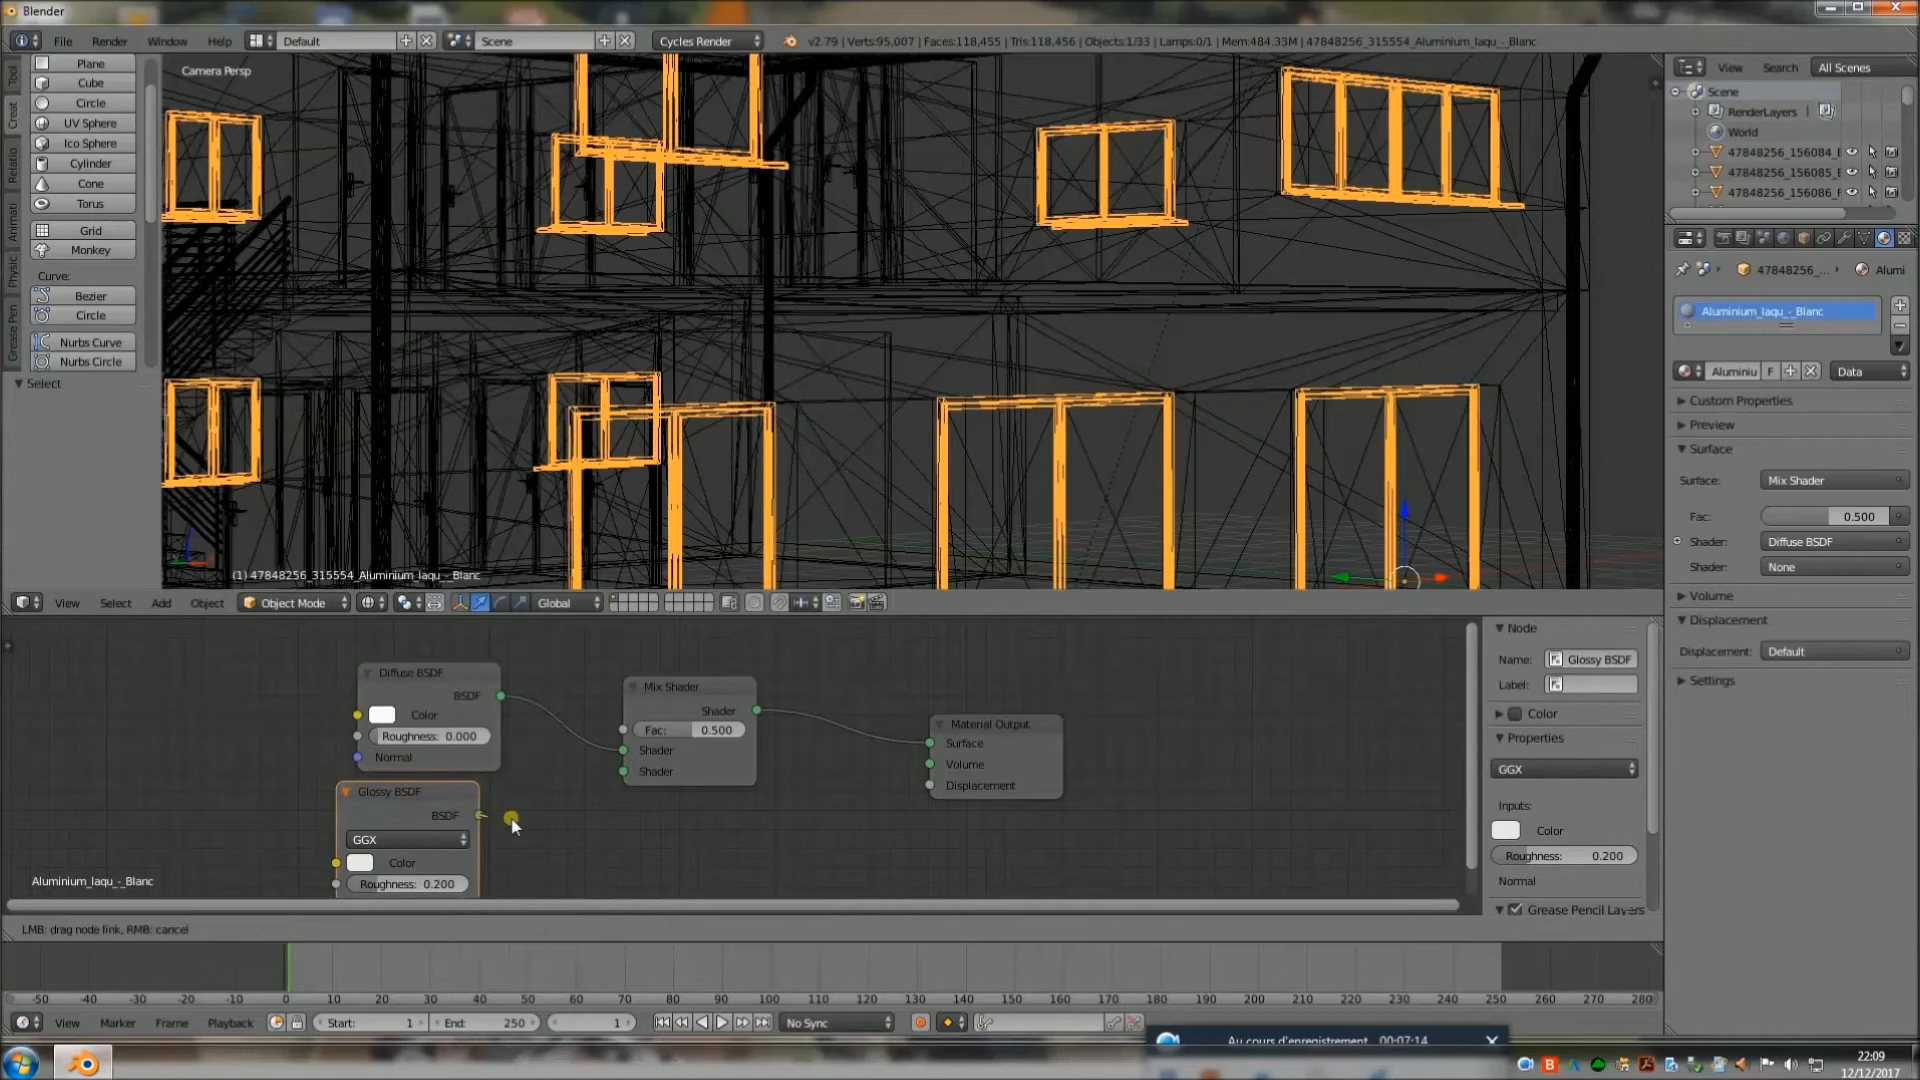 Blender
File Render Window Help Default Scene Cycles Render v2.79 | Verts:95,007 | Faces:118,455 | Tris:118,456 | Objects:1/33 | Lamps:0/1 | Mem:484.33M | 47848256_315554_Aluminium_laqu_-_Blanc
Plane
Cube
Circle
UV Sphere
Ico Sphere
Cylinder
Cone
Torus
Grid
Monkey
Curve:
Bezier
Circle
Nurbs Curve
Nurbs Circle
Select
Tool
Creat
Relatio
Animati
Physic
Grease Pen
Camera Persp
(1) 47848256_315554_Aluminium_laqu_-_Blanc
View Select Add Object Object Mode Global
View Search All Scenes
Scene
RenderLayers |
World
47848256_156084_
47848256_156085_
47848256_156086_
47848256_... Alumi
Aluminium_laqu_-_Blanc
Aluminiu F Data
Custom Properties
Preview
Surface
Surface: Mix Shader
Fac: 0.500
Shader: Diffuse BSDF
Shader: None
Volume
Displacement
Displacement: Default
Settings
Diffuse BSDF
BSDF
Color
Roughness: 0.000
Normal
Glossy BSDF
BSDF
GGX
Color
Roughness: 0.200
Mix Shader
Shader
Fac: 0.500
Shader
Shader
Material Output
Surface
Volume
Displacement
Aluminium_laqu_-_Blanc
Node
Name: Glossy BSDF
Label:
Color
Properties
GGX
Inputs:
Color
Roughness: 0.200
Normal
Grease Pencil Layers
LMB: drag node link, RMB: cancel
-50 -40 -30 -20 -10 0 10 20 30 40 50 60 70 80 90 100 110 120 130 140 150 160 170 180 190 200 210 220 230 240 250 260 270 280
View Marker Frame Playback Start: 1 End: 250 1 No Sync
Au cours d'enregistrement 00:07:14
22:09
12/12/2017